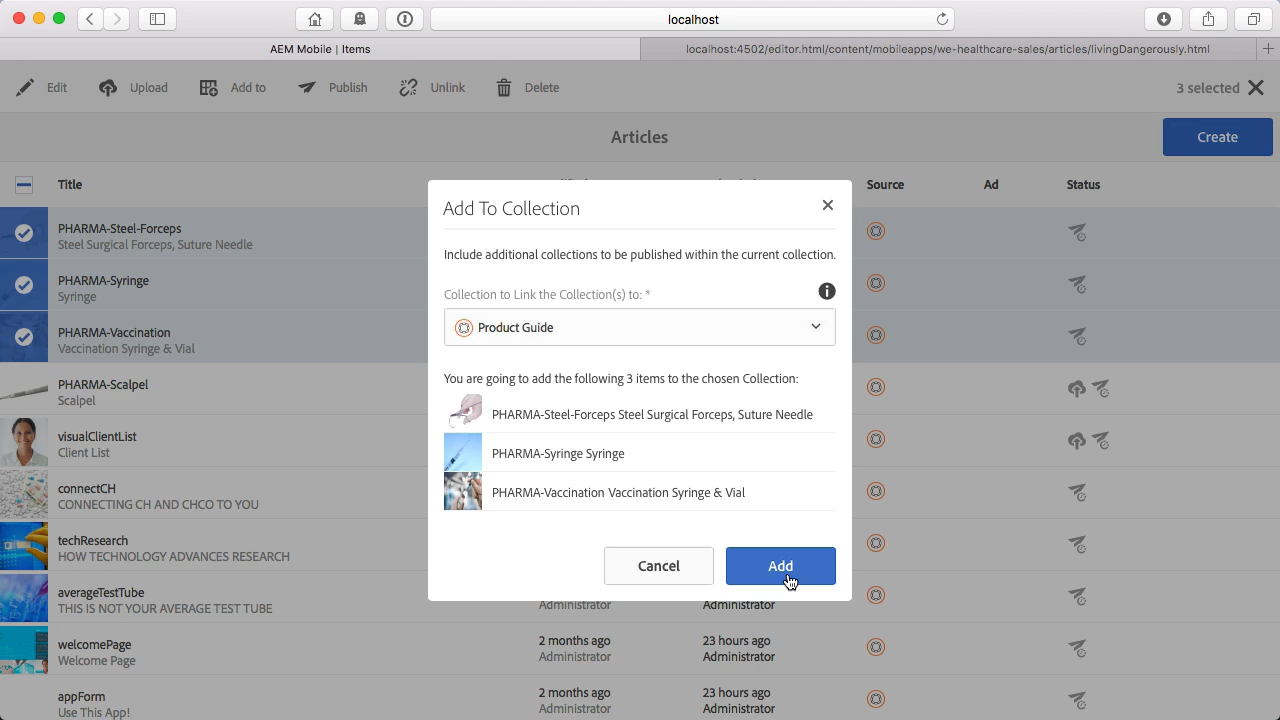 localhost
AEM Mobile | Items
localhost:4502/editor.html/content/mobileapps/we-healthcare-sales/articles/livingDangerously.html
Edit
Upload
Add to
Publish
Unlink
Delete
3 selected
Articles
Create
Title
Source
Ad
Status
PHARMA-Steel-Forceps
Steel Surgical Forceps, Suture Needle
PHARMA-Syringe
Syringe
PHARMA-Vaccination
Vaccination Syringe & Vial
PHARMA-Scalpel
Scalpel
visualClientList
Client List
connectCH
CONNECTING CH AND CHCO TO YOU
techResearch
HOW TECHNOLOGY ADVANCES RESEARCH
averageTestTube
THIS IS NOT YOUR AVERAGE TEST TUBE
Administrator
Administrator
welcomePage
Welcome Page
2 months ago
Administrator
23 hours ago
Administrator
appForm
Use This App!
2 months ago
Administrator
23 hours ago
Administrator
Add To Collection
Include additional collections to be published within the current collection.
Collection to Link the Collection(s) to: *
Product Guide
You are going to add the following 3 items to the chosen Collection:
PHARMA-Steel-Forceps Steel Surgical Forceps, Suture Needle
PHARMA-Syringe Syringe
PHARMA-Vaccination Vaccination Syringe & Vial
Cancel
Add